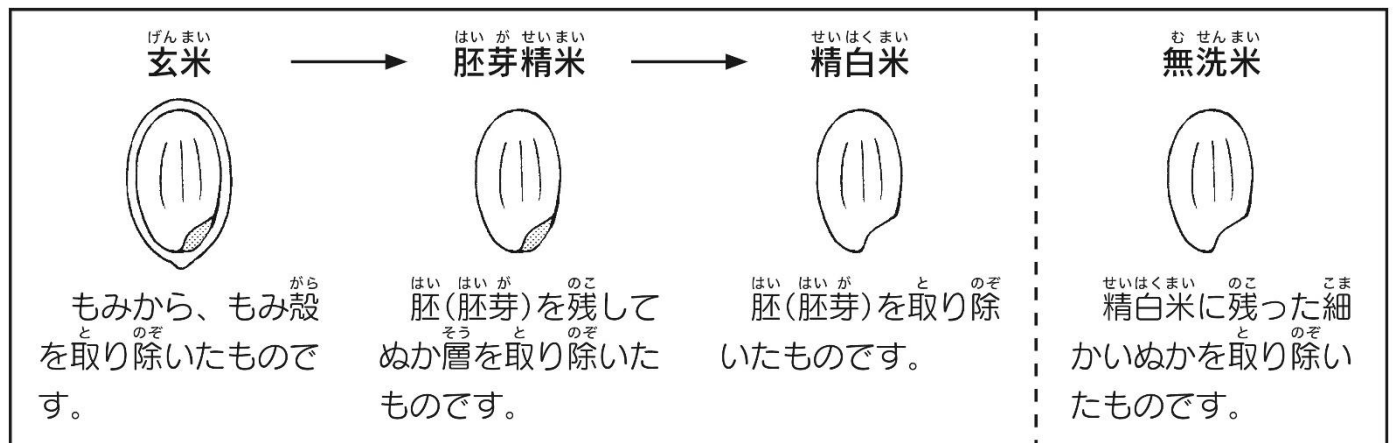 玄米 → 胚芽精米 → 精白米
無洗米
げんまい
はいがせいまい
せいはくまい
むせんまい
もみから、もみ殻
を取り除いたもので
す。
がら
と のぞ
胚(胚芽)を残して
ぬか層を取り除いた
ものです。
はい はいが のこ
そう と のぞ
胚(胚芽)を取り除
いたものです。
はい はいが と のぞ
精白米に残った細
かいぬかを取り除い
たものです。
せいはくまい のこ こま
と のぞ